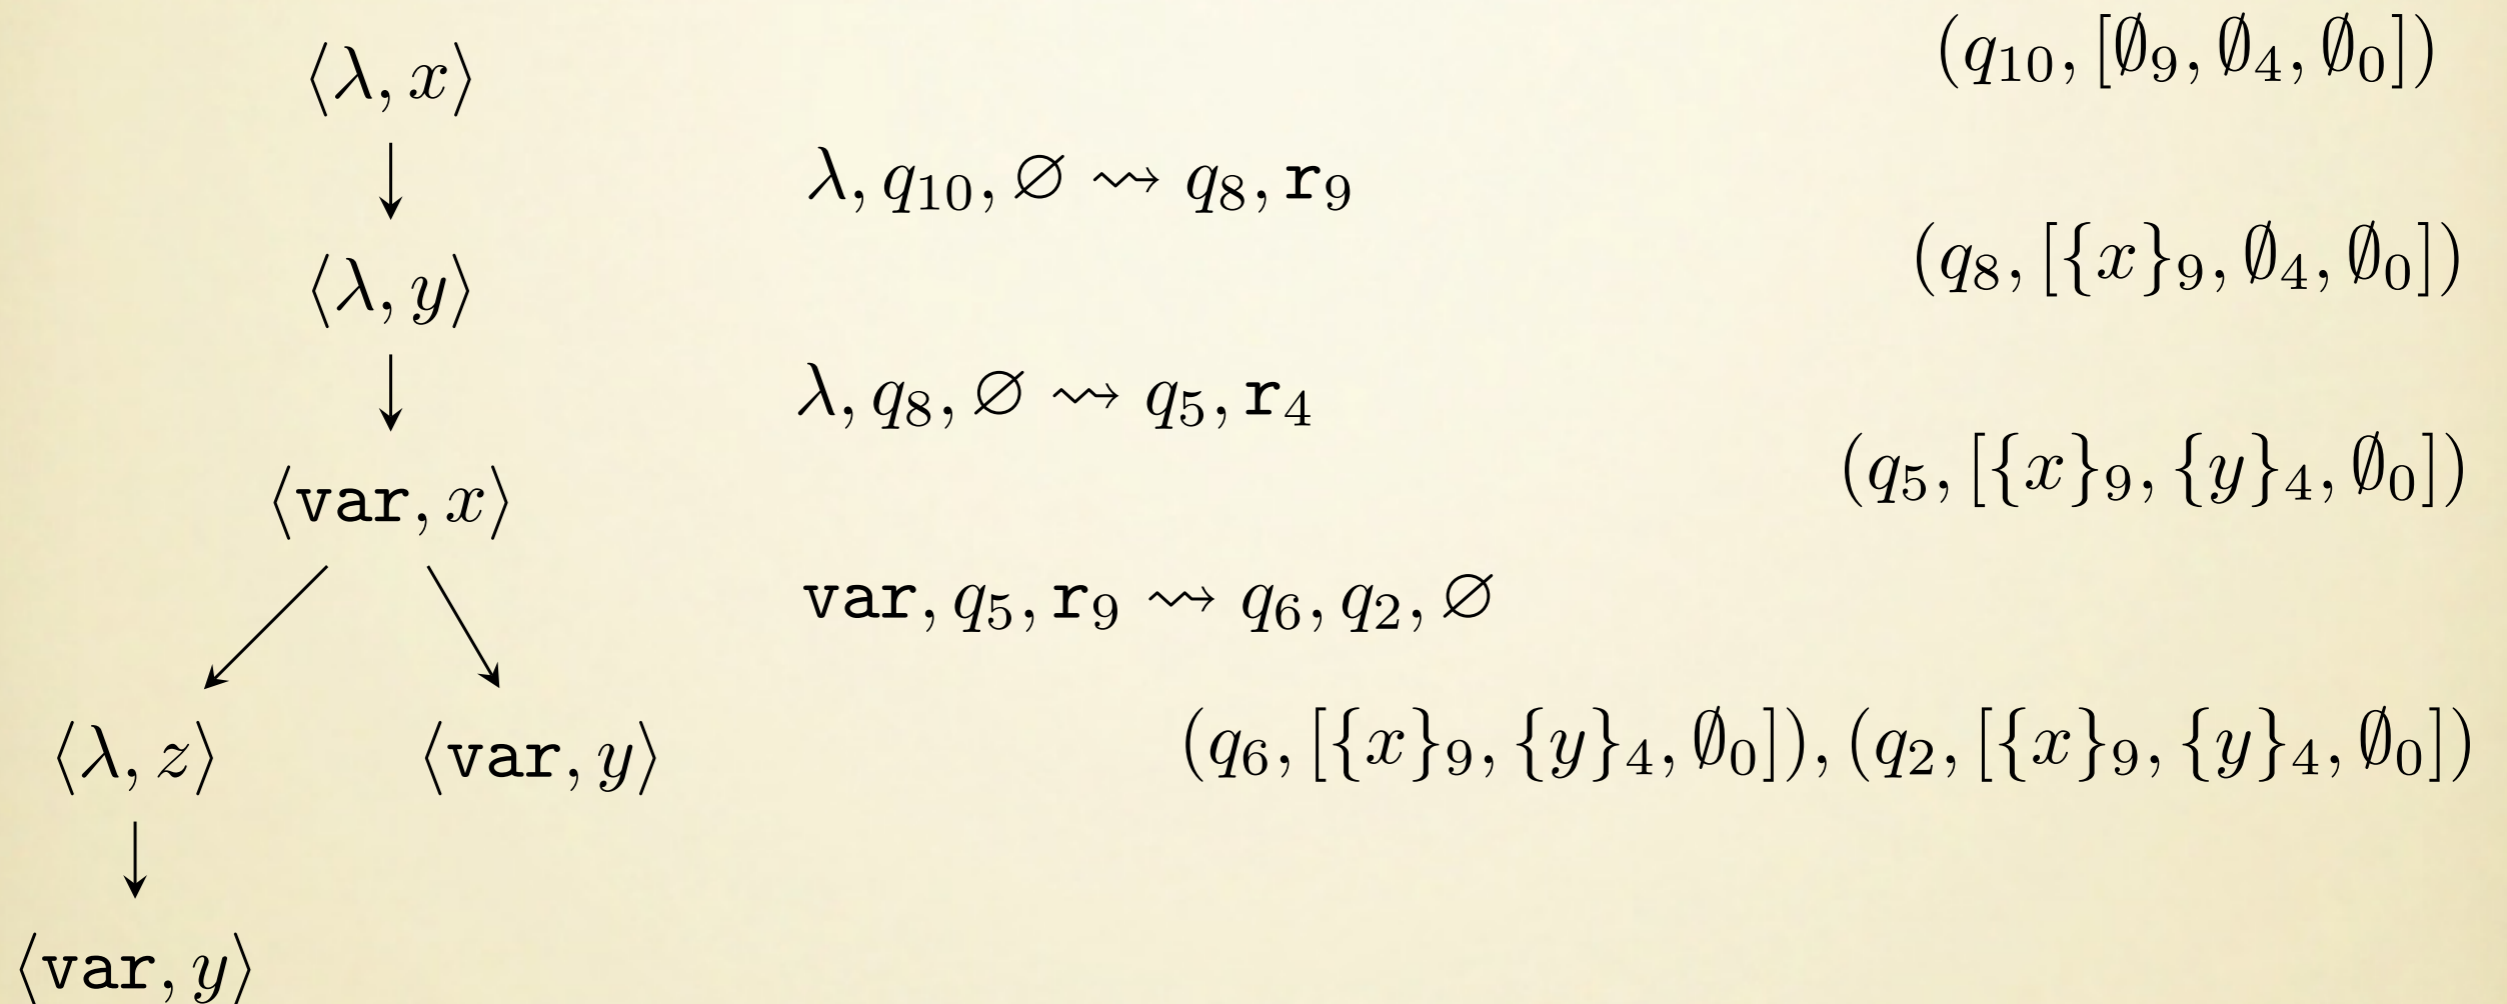 ⟨λ, x⟩ (q₁₀, [∅₉, ∅₄, ∅₀])
λ, q₁₀, ∅ ⇝ q₈, r₉
⟨λ, y⟩ (q₈, [{x}₉, ∅₄, ∅₀])
λ, q₈, ∅ ⇝ q₅, r₄
⟨var, x⟩ (q₅, [{x}₉, {y}₄, ∅₀])
var, q₅, r₉ ⇝ q₆, q₂, ∅
⟨λ, z⟩ ⟨var, y⟩ (q₆, [{x}₉, {y}₄, ∅₀]), (q₂, [{x}₉, {y}₄, ∅₀])
⟨var, y⟩